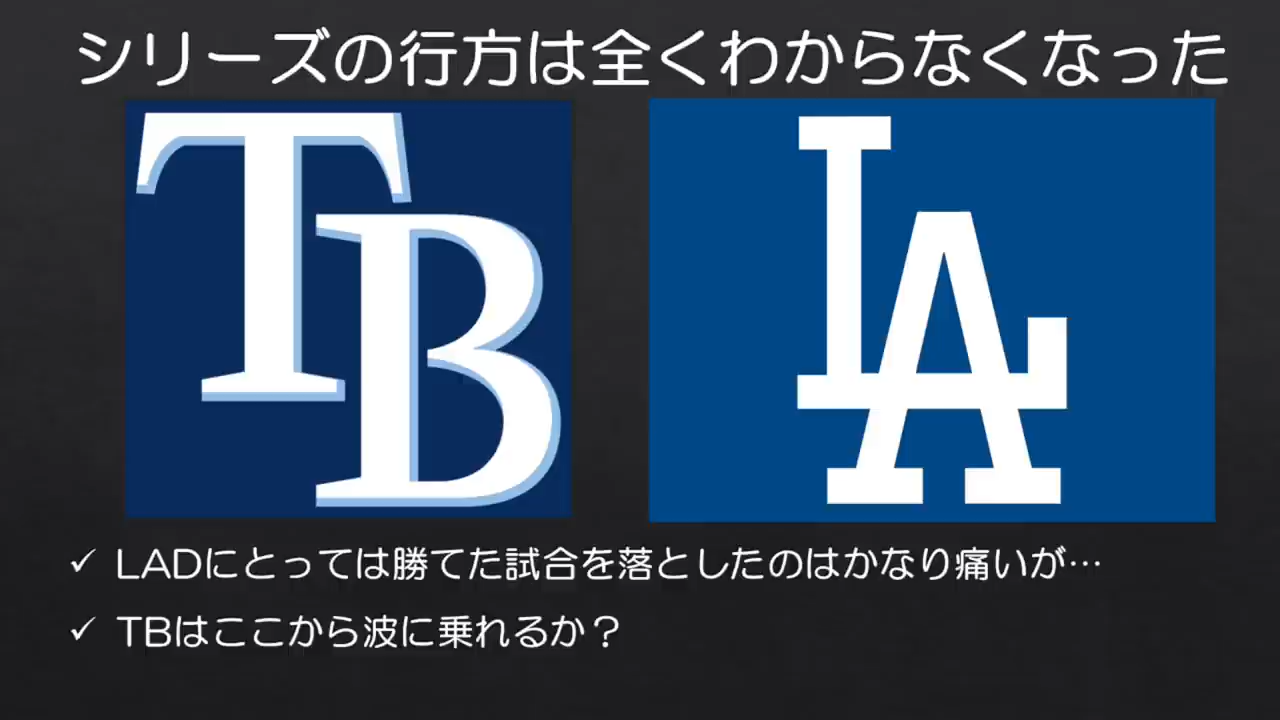 シリーズの行方は全くわからなくなった
TB
LA
✓ LADにとっては勝てた試合を落としたのはかなり痛いが…
✓ TBはここから波に乗れるか？